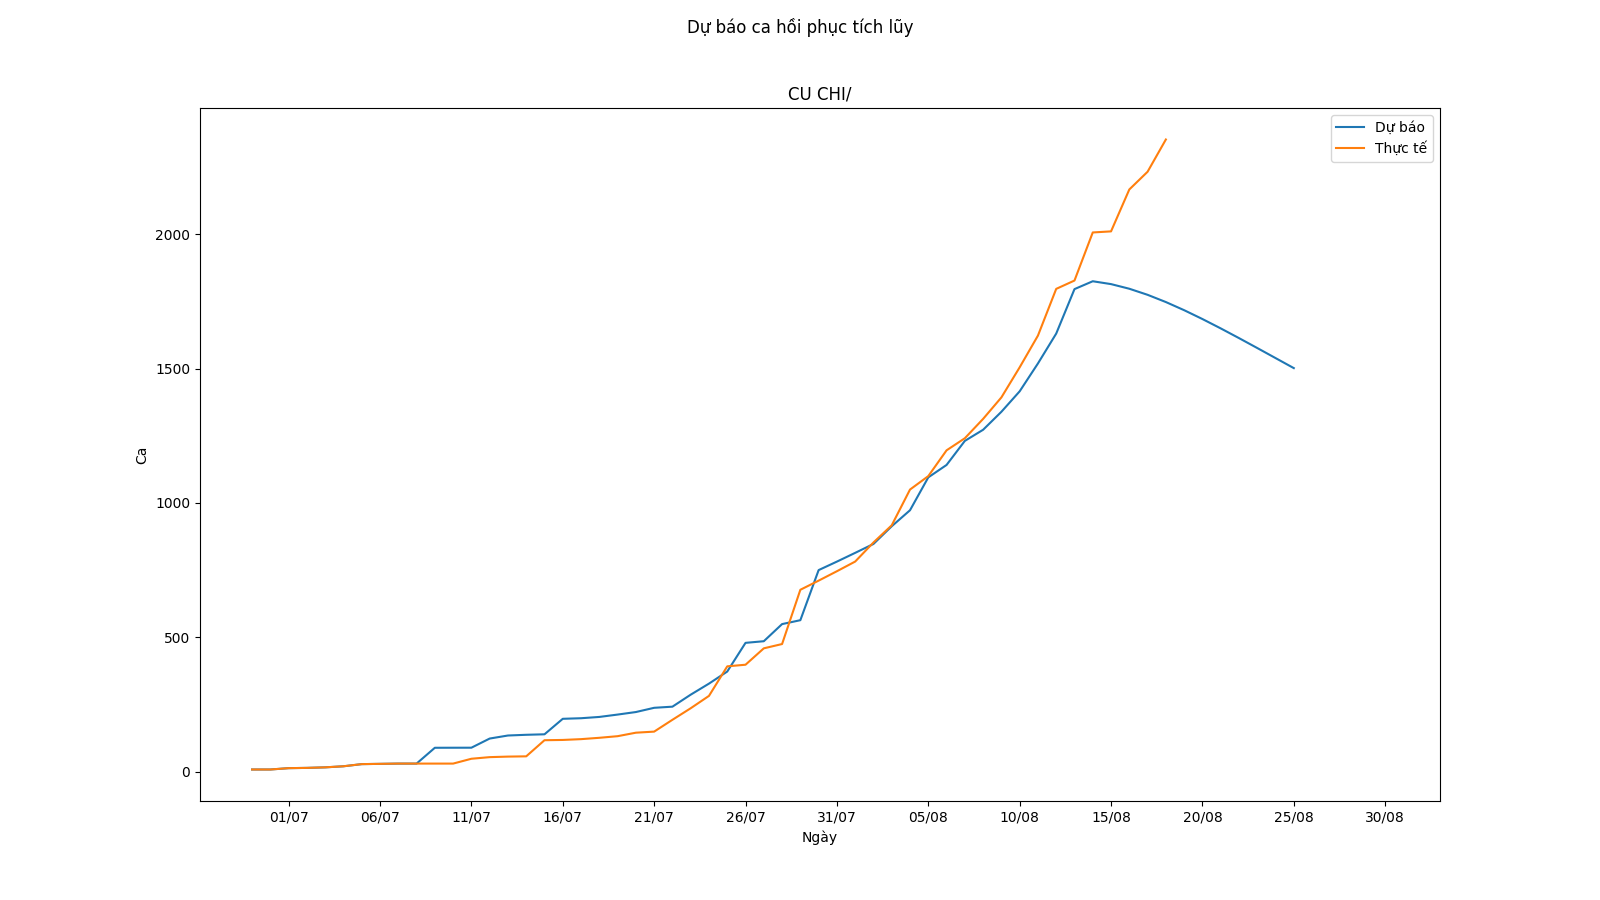 Dự báo ca hồi phục tích lũy
CU CHI/
Dự báo
Thực tế
2000
1500
1000
500
0
Ca
01/07 06/07 11/07 16/07 21/07 26/07 31/07 05/08 10/08 15/08 20/08 25/08 30/08
Ngày